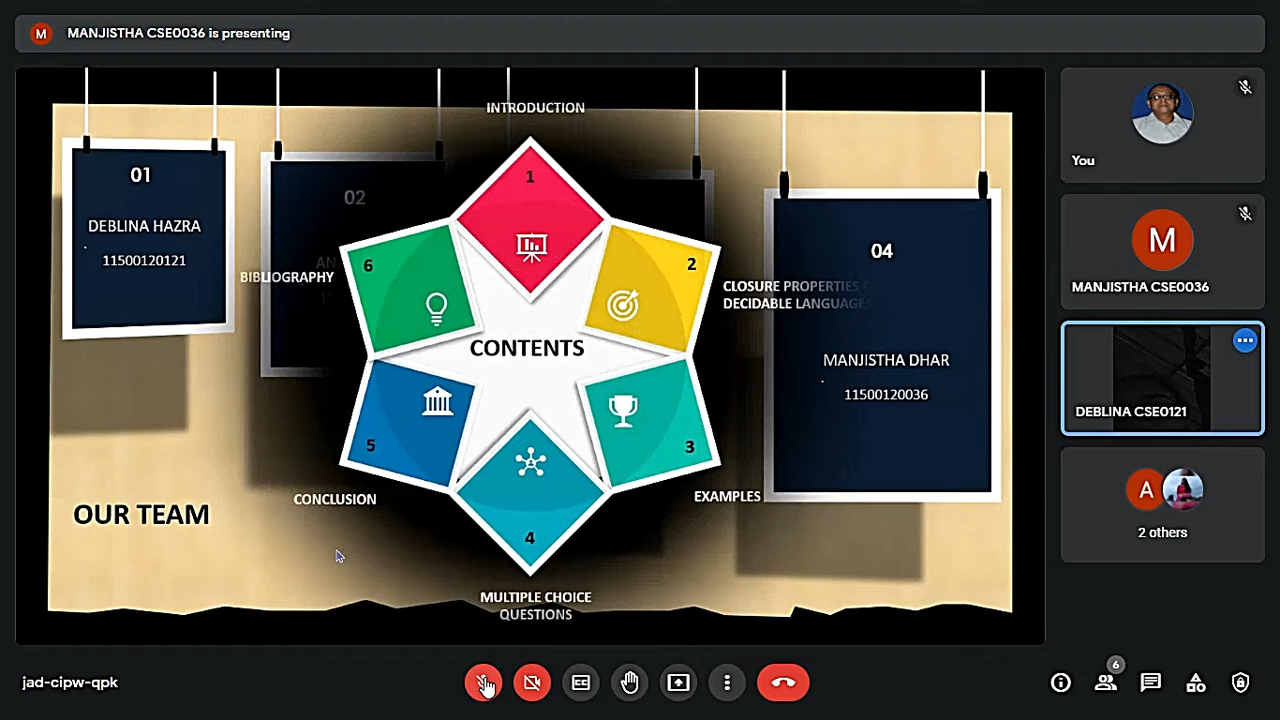 M MANJISTHA CSE0036 is presenting
INTRODUCTION
01
DEBLINA HAZRA
11500120121
02
AN
1
2
3
4
5
6
CONTENTS
BIBLIOGRAPHY
CLOSURE PROPERTIES
DECIDABLE LANGUAGE
04
MANJISTHA DHAR
11500120036
CONCLUSION
EXAMPLES
OUR TEAM
MULTIPLE CHOICE
QUESTIONS
You
M
MANJISTHA CSE0036
DEBLINA CSE0121
A
2 others
jad-cipw-qpk
CC
6